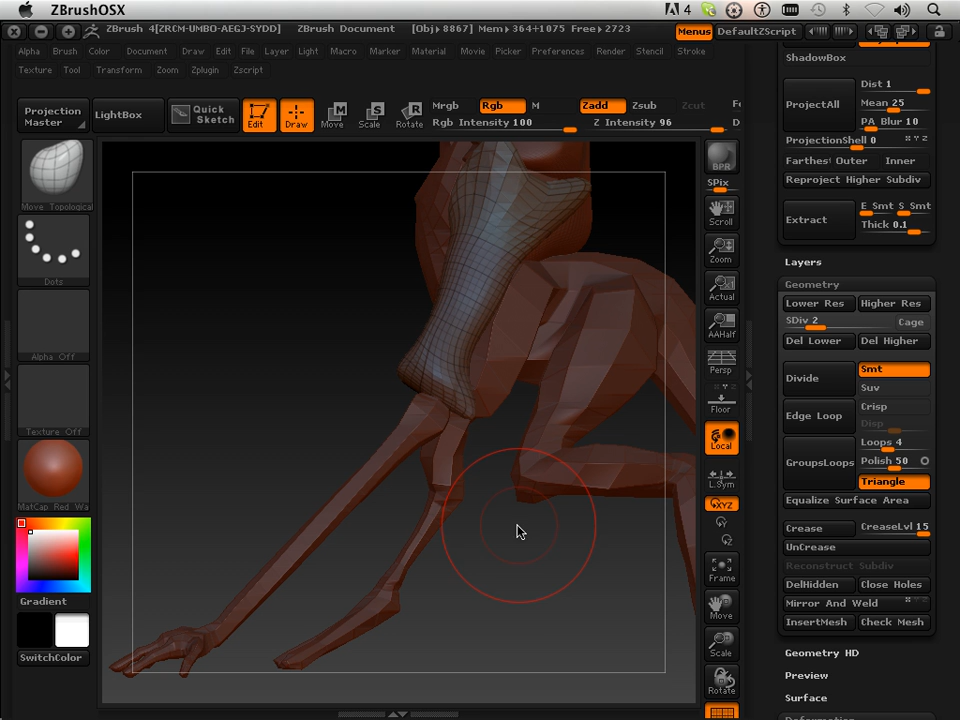 ZBrushOSX
4
ZBrush 4[ZRCM-UMBO-AEGJ-SYDD] ZBrush Document [Obj▸8867] Mem▸364+1075 Free▸2723 Menus DefaultZScript
Alpha Brush Color Document Draw Edit File Layer Light Macro Marker Material Movie Picker Preferences Render Stencil Stroke
Texture Tool Transform Zoom Zplugin Zscript
Projection Master
LightBox
Quick Sketch
Edit
Draw
Move
Scale
Rotate
Mrgb Rgb M Zadd Zsub Zcut
Rgb Intensity 100 Z Intensity 96
Move Topological
Dots
Alpha Off
Texture Off
MatCap Red Wa
Gradient
SwitchColor
BPR
SPix
Scroll
Zoom
Actual
AAHalf
Persp
Floor
Local
L.Sym
XYZ
Y
Z
Frame
Move
Scale
Rotate
ShadowBox
ProjectAll
Dist 1
Mean 25
PA Blur 10
ProjectionShell 0 X Y Z
Farthest Outer Inner
Reproject Higher Subdiv
Extract
E Smt S Smt
Thick 0.1
Layers
Geometry
Lower Res Higher Res
SDiv 2 Cage
Del Lower Del Higher
Divide
Smt
Suv
Edge Loop
Crisp
Disp
GroupsLoops
Loops 4
Polish 50
Triangle
Equalize Surface Area
Crease CreaseLvl 15
UnCrease
Reconstruct Subdiv
DelHidden Close Holes
Mirror And Weld
InsertMesh Check Mesh
Geometry HD
Preview
Surface